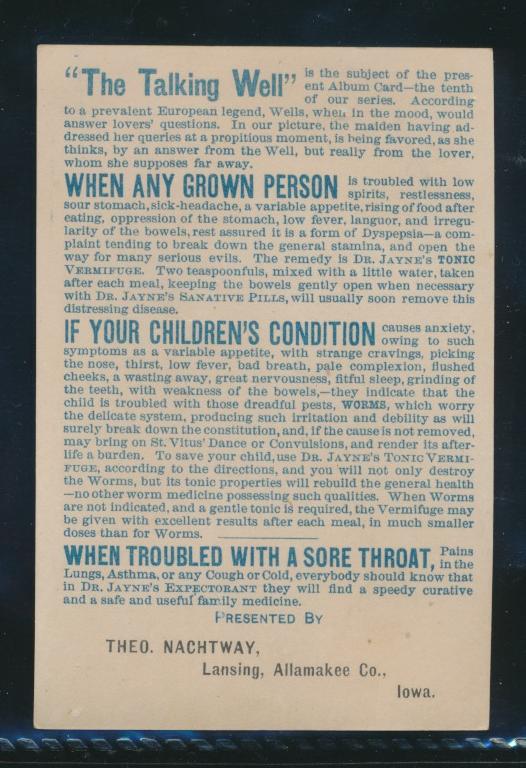 "The Talking Well" is the subject of the pres-
ent Album Card—the tenth
of our series. According
to a prevalent European legend, Wells, when in the mood, would
answer lovers' questions. In our picture, the maiden having ad-
dressed her queries at a propitious moment, is being favored, as she
thinks, by an answer from the Well, but really from the lover,
whom she supposes far away.
WHEN ANY GROWN PERSON is troubled with low
spirits, restlessness,
sour stomach, sick-headache, a variable appetite, rising of food after
eating, oppression of the stomach, low fever, languor, and irregu-
larity of the bowels, rest assured it is a form of Dyspepsia—a com-
plaint tending to break down the general stamina, and open the
way for many serious evils. The remedy is DR. JAYNE'S TONIC
VERMIFUGE. Two teaspoonfuls, mixed with a little water, taken
after each meal, keeping the bowels gently open when necessary
with DR. JAYNE'S SANATIVE PILLS, will usually soon remove this
distressing disease.
IF YOUR CHILDREN'S CONDITION causes anxiety,
owing to such
symptoms as a variable appetite, with strange cravings, picking
the nose, thirst, low fever, bad breath, pale complexion, flushed
cheeks, a wasting away, great nervousness, fitful sleep, grinding of
the teeth, with weakness of the bowels,—they indicate that the
child is troubled with those dreadful pests, WORMS, which worry
the delicate system, producing such irritation and debility as will
surely break down the constitution, and, if the cause is not removed,
may bring on St. Vitus' Dance or Convulsions, and render its after-
life a burden. To save your child, use DR. JAYNE'S TONIC VERMI-
FUGE, according to the directions, and you will not only destroy
the Worms, but its tonic properties will rebuild the general health
—no other worm medicine possessing such qualities. When Worms
are not indicated, and a gentle tonic is required, the Vermifuge may
be given with excellent results after each meal, in much smaller
doses than for Worms.
WHEN TROUBLED WITH A SORE THROAT, Pains
in the
Lungs, Asthma, or any Cough or Cold, everybody should know that
in DR. JAYNE'S EXPECTORANT they will find a speedy curative
and a safe and useful family medicine.
PRESENTED BY
THEO. NACHTWAY,
Lansing, Allamakee Co.,
Iowa.